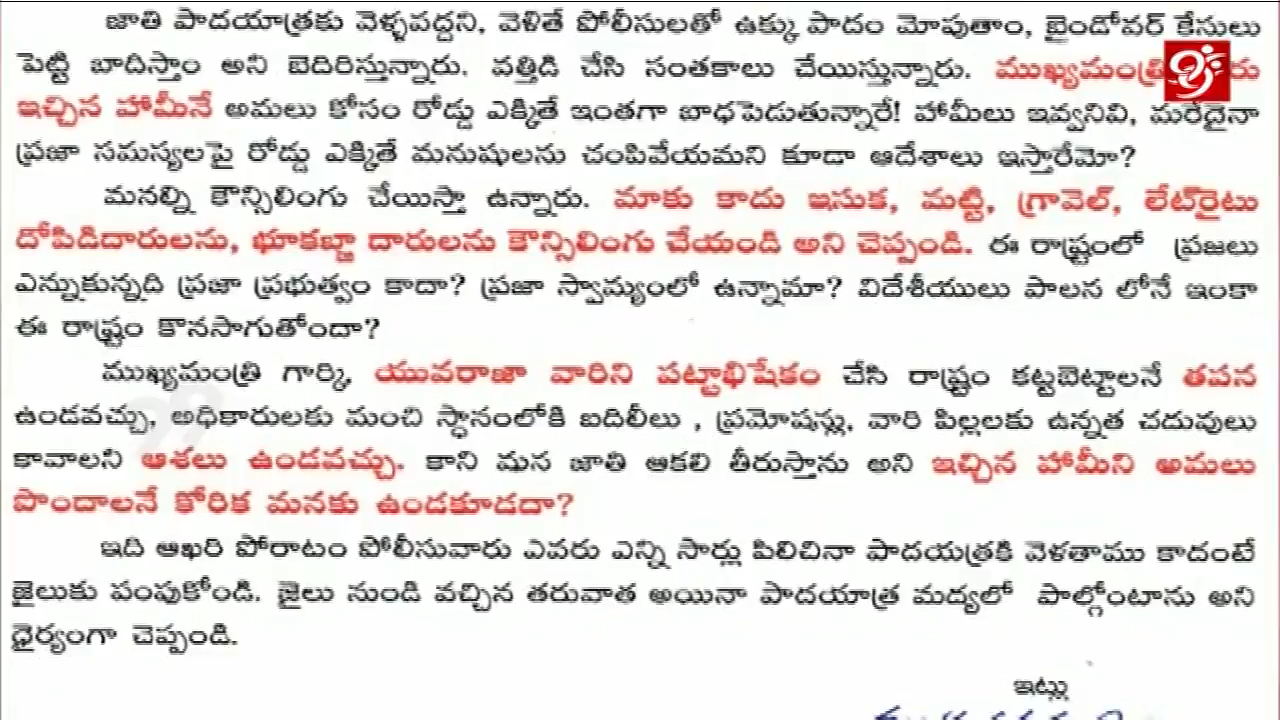 జాతి పాదయాత్రకు వెళ్ళవద్దని, వెళితే పోలీసులతో ఉక్కు పాదం మోపుతాం, బైండోవర్ కేసులు
పెట్టి బాదిస్తాం అని బెదిరిస్తున్నారు. వత్తిడి చేసి సంతకాలు చేయిస్తున్నారు.
ఇచ్చిన హామీనే అమలు కోసం రోడ్డు ఎక్కితే ఇంతగా బాధపెడుతున్నారే! హామీలు ఇవ్వనివి, మరేదైనా
ప్రజా సమస్యలపై రోడ్డు ఎక్కితే మనుషులను చంపివేయమని కూడా ఆదేశాలు ఇస్తారేమో?
మనల్ని కౌన్సిలింగు చేయిస్తా ఉన్నారు. మాకు కాదు ఇసుక, మట్టి, గ్రావెల్, లేట్‌రైటు
దోపిడిదారులను, భూకబ్జా దారులను కౌన్సిలింగు చేయండి అని చెప్పండి. ఈ రాష్ట్రంలో ప్రజలు
ఎన్నుకున్నది ప్రజా ప్రభుత్వం కాదా? ప్రజా స్వామ్యంలో ఉన్నామా? విదేశీయులు పాలన లోనే ఇంకా
ఈ రాష్ట్రం కొనసాగుతోందా?
ముఖ్యమంత్రి గార్కి, యువరాజా వారిని పట్టాభిషేకం చేసి రాష్ట్రం కట్టబెట్టాలనే తపన
ఉండవచ్చు, అధికారులకు మంచి స్థానంలోకి బదిలీలు , ప్రమోషన్లు, వారి పిల్లలకు ఉన్నత చదువులు
కావాలని ఆశలు ఉండవచ్చు. కాని మన జాతి ఆకలి తీరుస్తాను అని ఇచ్చిన హామీని అమలు
పొందాలనే కోరిక మనకు ఉండకూడదా?
ఇది ఆఖరి పోరాటం పోలీసువారు ఎవరు ఎన్ని సార్లు పిలిచినా పాదయత్రకి వెళతాము కాదంటే
జైలుకు పంపుకోండి. జైలు నుండి వచ్చిన తరువాత అయినా పాదయాత్ర మద్యలో పాల్గోంటాను అని
ధైర్యంగా చెప్పండి.
ఇట్లు